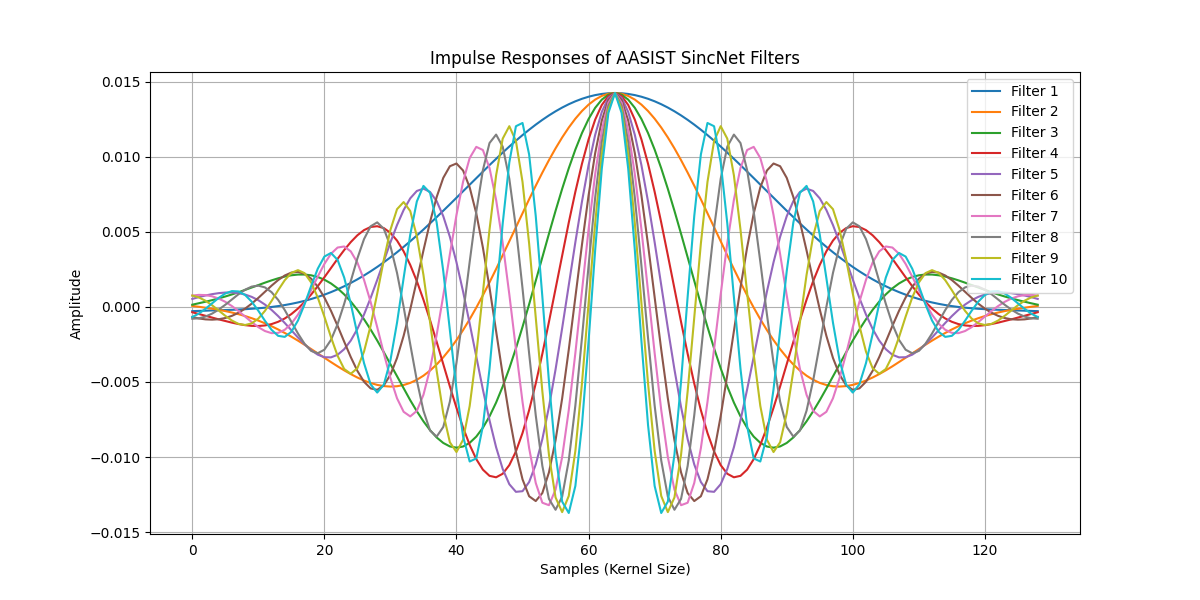 Impulse Responses of AASIST SincNet Filters
0.015
0.010
0.005
0.000
−0.005
−0.010
−0.015
Amplitude
0 20 40 60 80 100 120
Samples (Kernel Size)
Filter 1
Filter 2
Filter 3
Filter 4
Filter 5
Filter 6
Filter 7
Filter 8
Filter 9
Filter 10